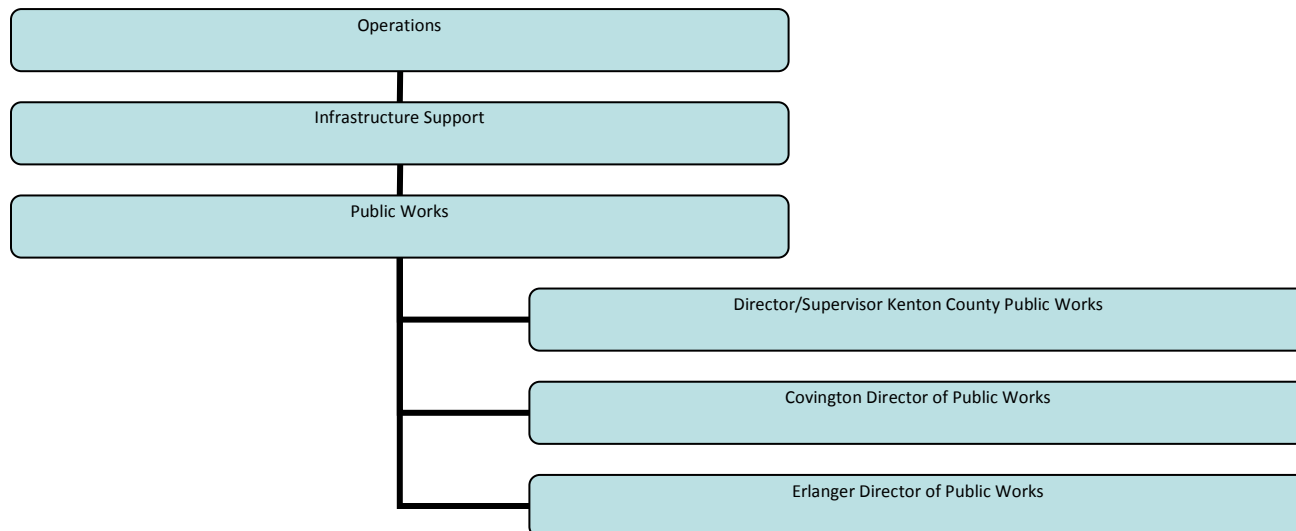 Operations
Infrastructure Support
Public Works
Director/Supervisor Kenton County Public Works
Covington Director of Public Works
Erlanger Director of Public Works